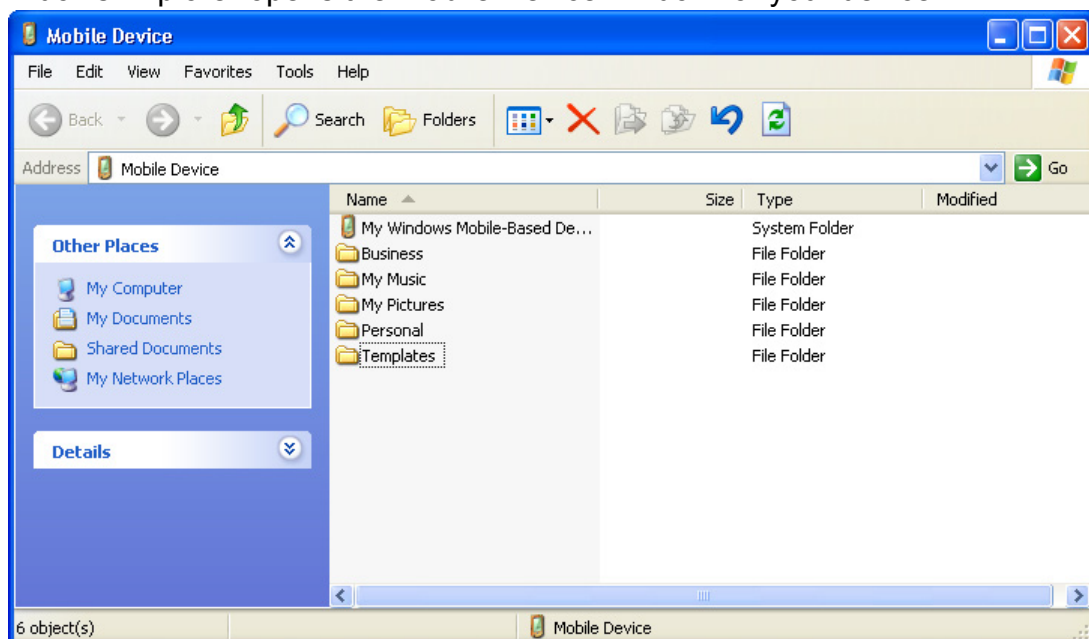 Mobile Device
File Edit View Favorites Tools Help
Back Search Folders
Address Mobile Device Go
Name Size Type Modified
My Windows Mobile-Based De... System Folder
Other Places
Business File Folder
My Computer
My Music File Folder
My Documents
My Pictures File Folder
Shared Documents
Personal File Folder
My Network Places
Templates File Folder
Details
6 object(s) Mobile Device